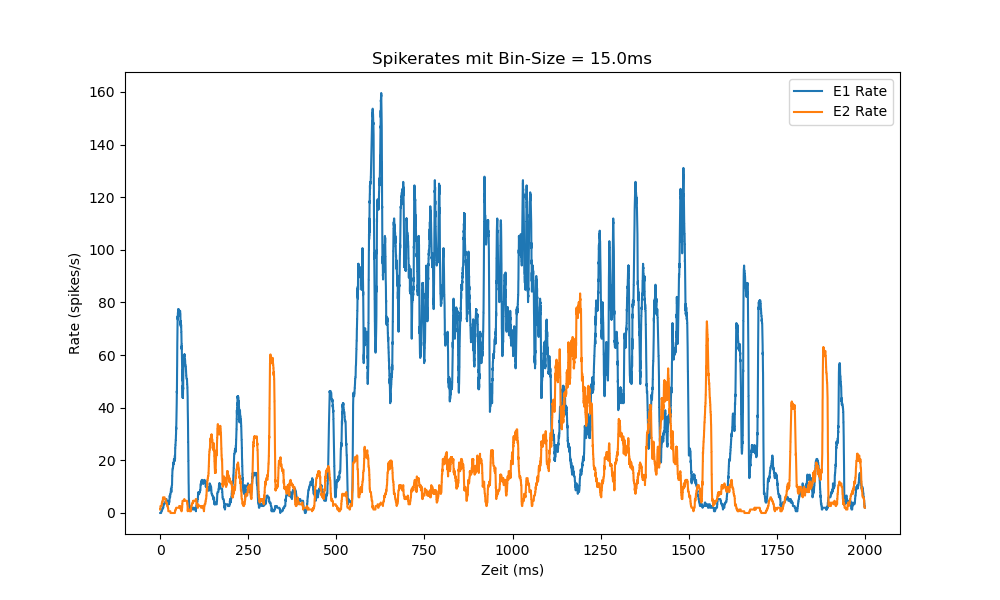 Spikerates mit Bin-Size = 15.0ms
E1 Rate
E2 Rate
Rate (spikes/s)
160
140
120
100
80
60
40
20
0
0 250 500 750 1000 1250 1500 1750 2000
Zeit (ms)